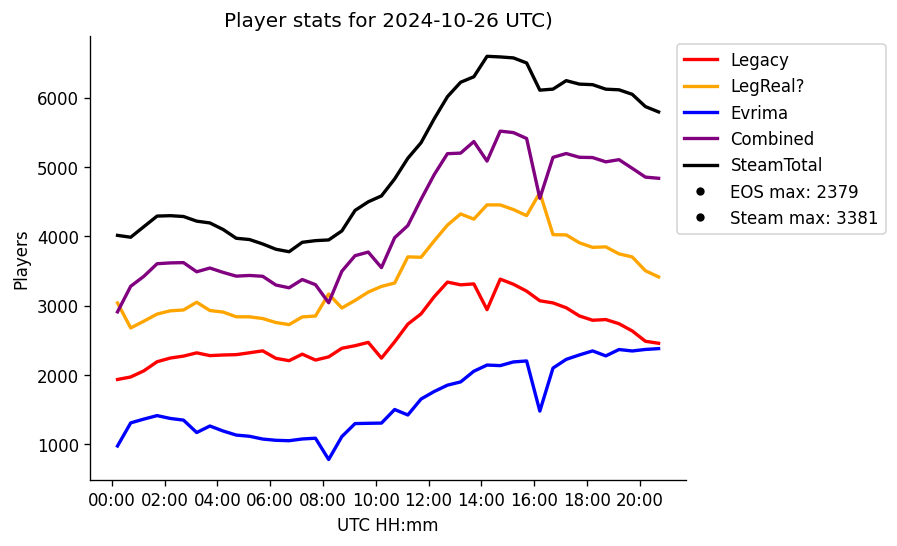 Player stats for 2024-10-26 UTC)
Legacy
LegReal?
Evrima
Combined
SteamTotal
EOS max: 2379
Steam max: 3381
Players
6000
5000
4000
3000
2000
1000
00:00 02:00 04:00 06:00 08:00 10:00 12:00 14:00 16:00 18:00 20:00
UTC HH:mm